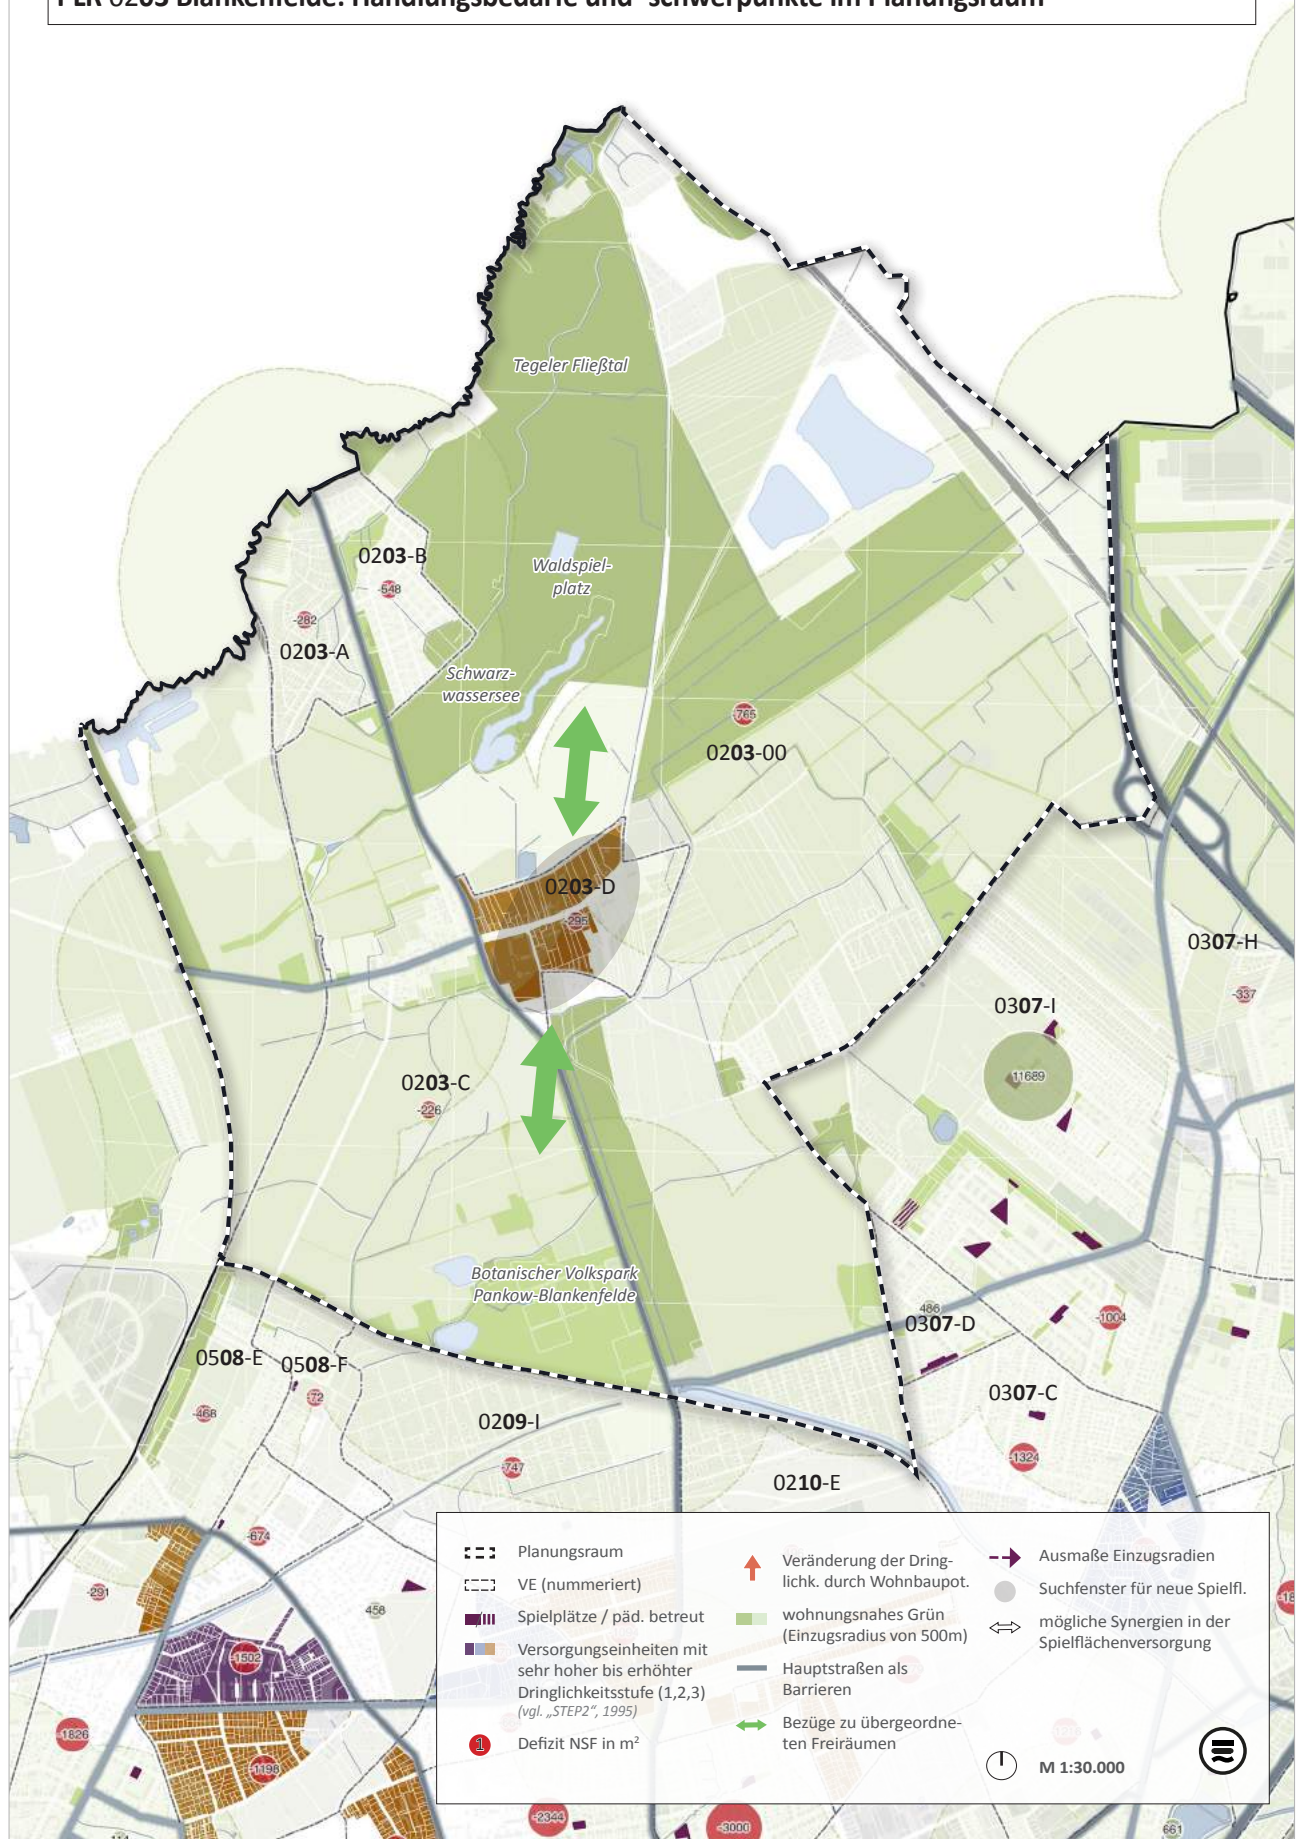 PLR 0203 Blankenfelde: Handlungsbedarfe und -schwerpunkte im Planungsraum
Tegeler Fließtal
0203-B
-548
-282
0203-A
Waldspiel-
platz
Schwarz-
wassersee
-765
0203-00
0203-D
-295
0307-H
-337
0307-I
11689
0203-C
-226
Botanischer Volkspark
Pankow-Blankenfelde
486
0307-D
-1004
0508-E
0508-F
-468
-72
0307-C
0209-I
-747
-1324
0210-E
-674
-291
458
-1502
-1826
-1198
-2344
-3000
661
Planungsraum
VE (nummeriert)
Spielplätze / päd. betreut
Versorgungseinheiten mit
sehr hoher bis erhöhter
Dringlichkeitsstufe (1,2,3)
(vgl. „STEP2", 1995)
1
Defizit NSF in m²
Veränderung der Dring-
lichk. durch Wohnbaupot.
wohnungsnahes Grün
(Einzugsradius von 500m)
Hauptstraßen als
Barrieren
Bezüge zu übergeordne-
ten Freiräumen
Ausmaße Einzugsradien
Suchfenster für neue Spielfl.
mögliche Synergien in der
Spielflächenversorgung
M 1:30.000